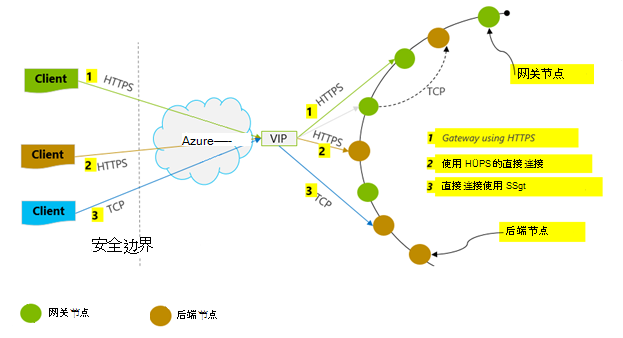 Client
1
HTTPS
Client
2
HTTPS
Client
3
TCP
安全边界
Azure
VIP
1
HTTPS
HTTPS
2
3
TCP
TCP
网关节点
1 Gateway using HTTPS
2 使用 HÜPS的直接连接
3 直接连接使用 SSgt
后端节点
网关节点
后端节点